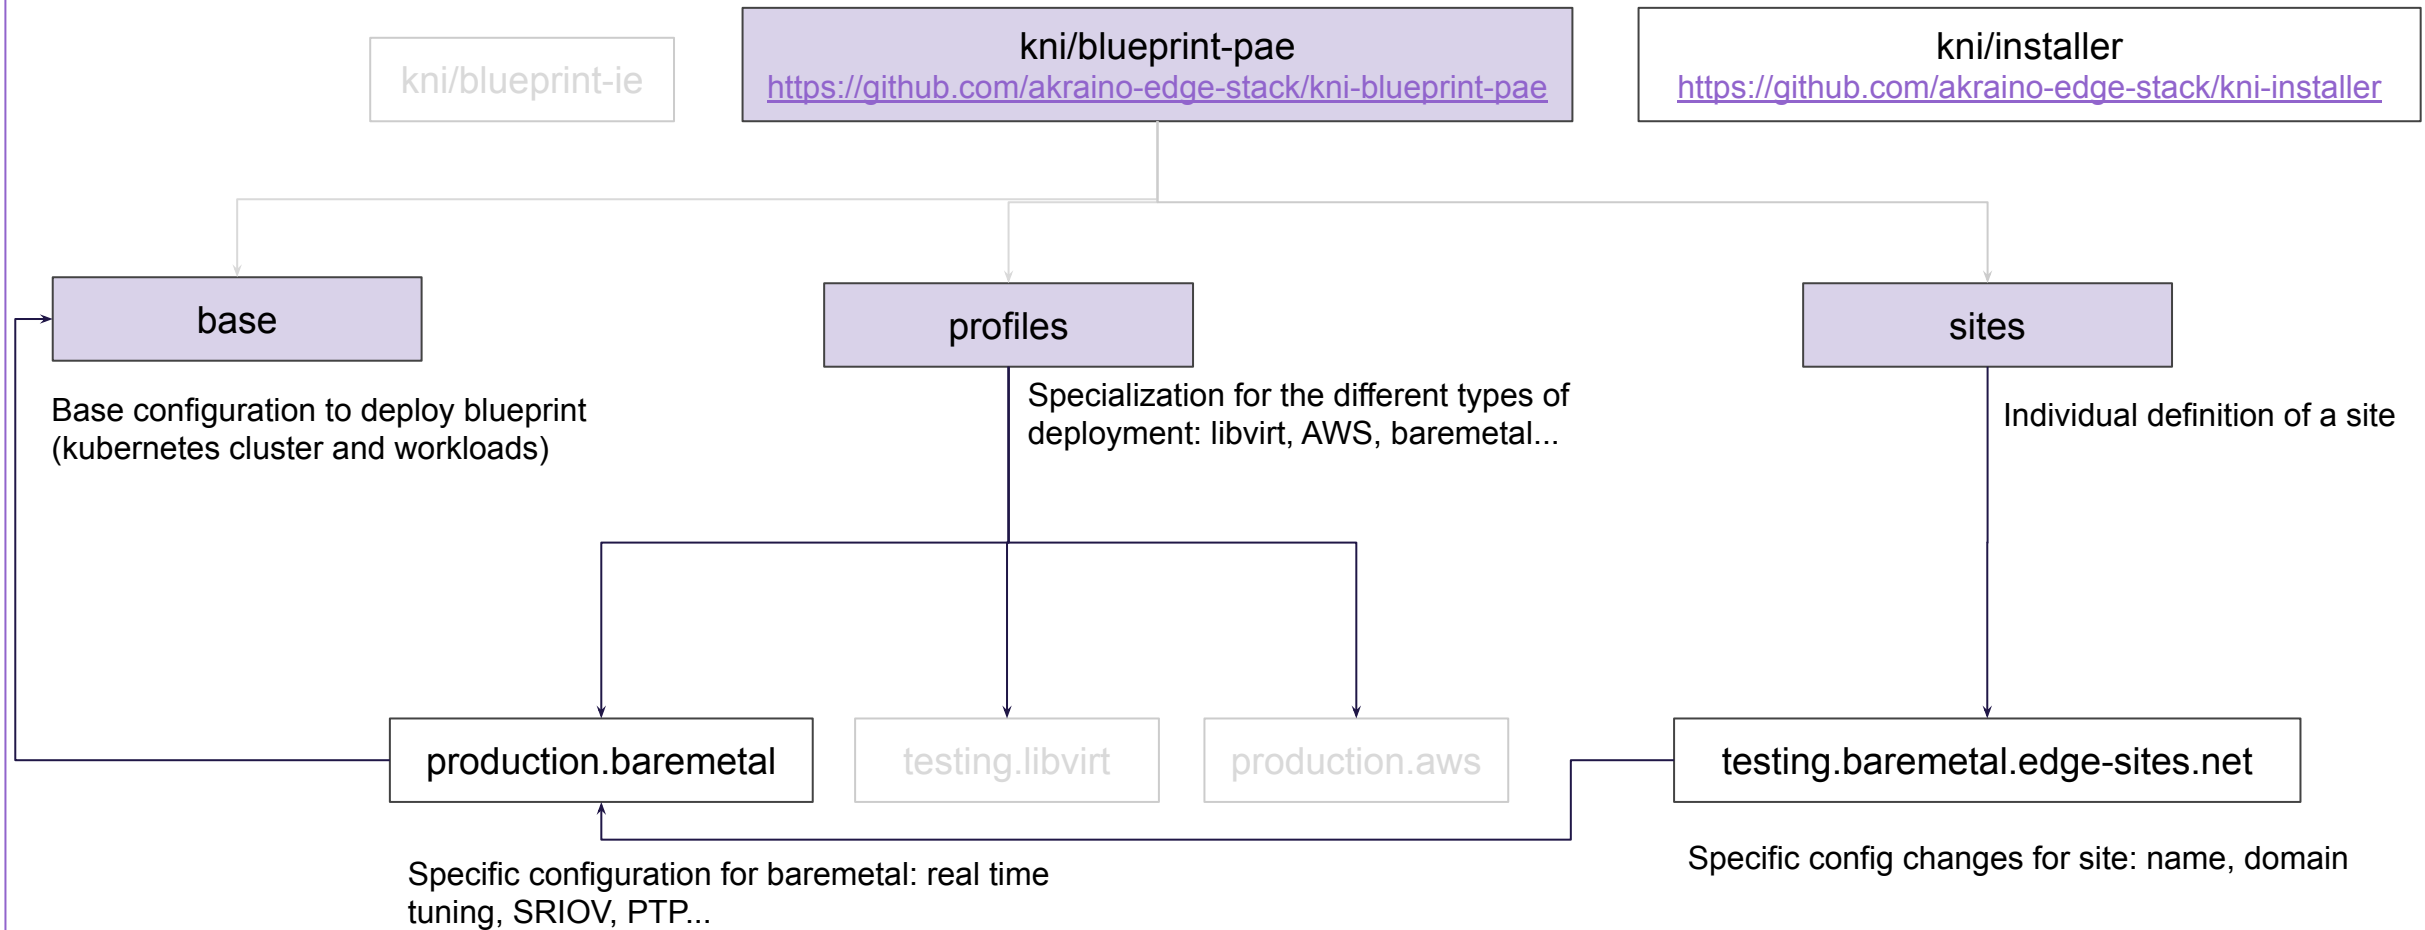 kni/blueprint-ie
kni/blueprint-pae
https://github.com/akraino-edge-stack/kni-blueprint-pae
kni/installer
https://github.com/akraino-edge-stack/kni-installer
base
profiles
sites
Base configuration to deploy blueprint
(kubernetes cluster and workloads)
Specialization for the different types of
deployment: libvirt, AWS, baremetal...
Individual definition of a site
production.baremetal
testing.libvirt
production.aws
testing.baremetal.edge-sites.net
Specific configuration for baremetal: real time
tuning, SRIOV, PTP...
Specific config changes for site: name, domain